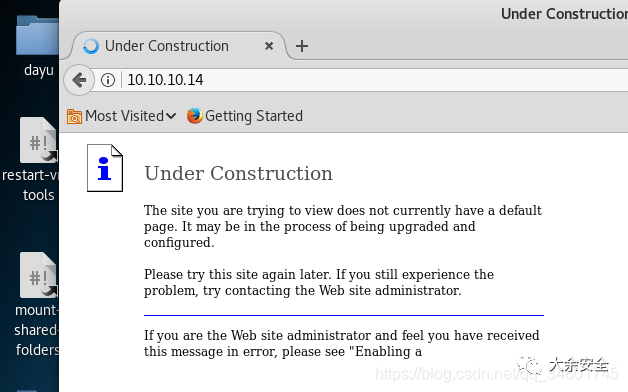 Under Construction
Under Construction
10.10.10.14
Most Visited
Getting Started
dayu
#!
restart-vm
tools
#!
mount-
shared-
folders
Under Construction
The site you are trying to view does not currently have a default
page. It may be in the process of being upgraded and
configured.
Please try this site again later. If you still experience the
problem, try contacting the Web site administrator.
If you are the Web site administrator and feel you have received
this message in error, please see "Enabling a
大余安全
https://blog.csdn.net/qq_34801745